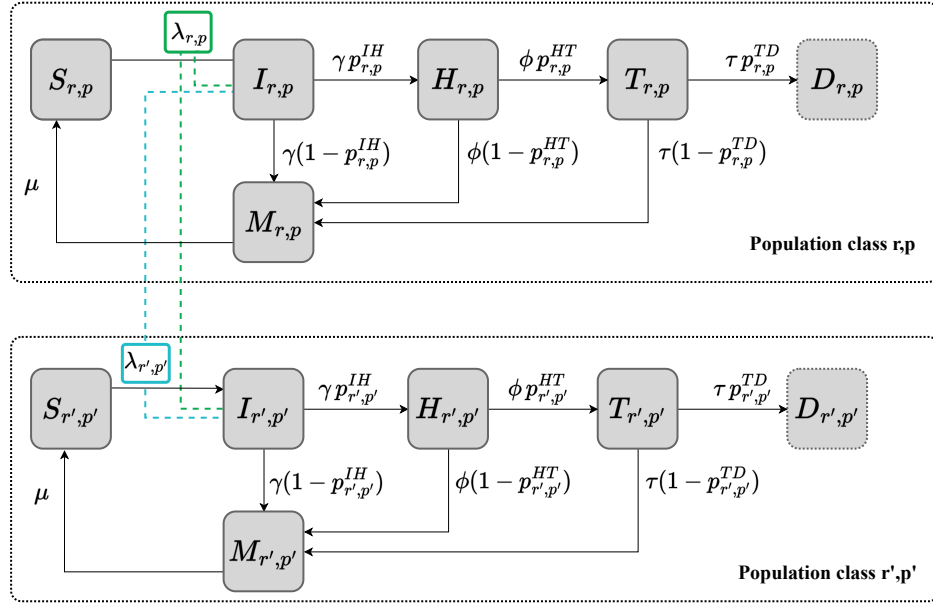 λ_{r,p}
S_{r,p}
I_{r,p}
γ p^{IH}_{r,p}
H_{r,p}
ϕ p^{HT}_{r,p}
T_{r,p}
τ p^{TD}_{r,p}
D_{r,p}
γ(1 − p^{IH}_{r,p})
ϕ(1 − p^{HT}_{r,p})
τ(1 − p^{TD}_{r,p})
μ
M_{r,p}
Population class r,p
λ_{r′,p′}
S_{r′,p′}
I_{r′,p′}
γ p^{IH}_{r′,p′}
H_{r′,p′}
ϕ p^{HT}_{r′,p′}
T_{r′,p′}
τ p^{TD}_{r′,p′}
D_{r′,p′}
γ(1 − p^{IH}_{r′,p′})
ϕ(1 − p^{HT}_{r′,p′})
τ(1 − p^{TD}_{r′,p′})
μ
M_{r′,p′}
Population class r',p'